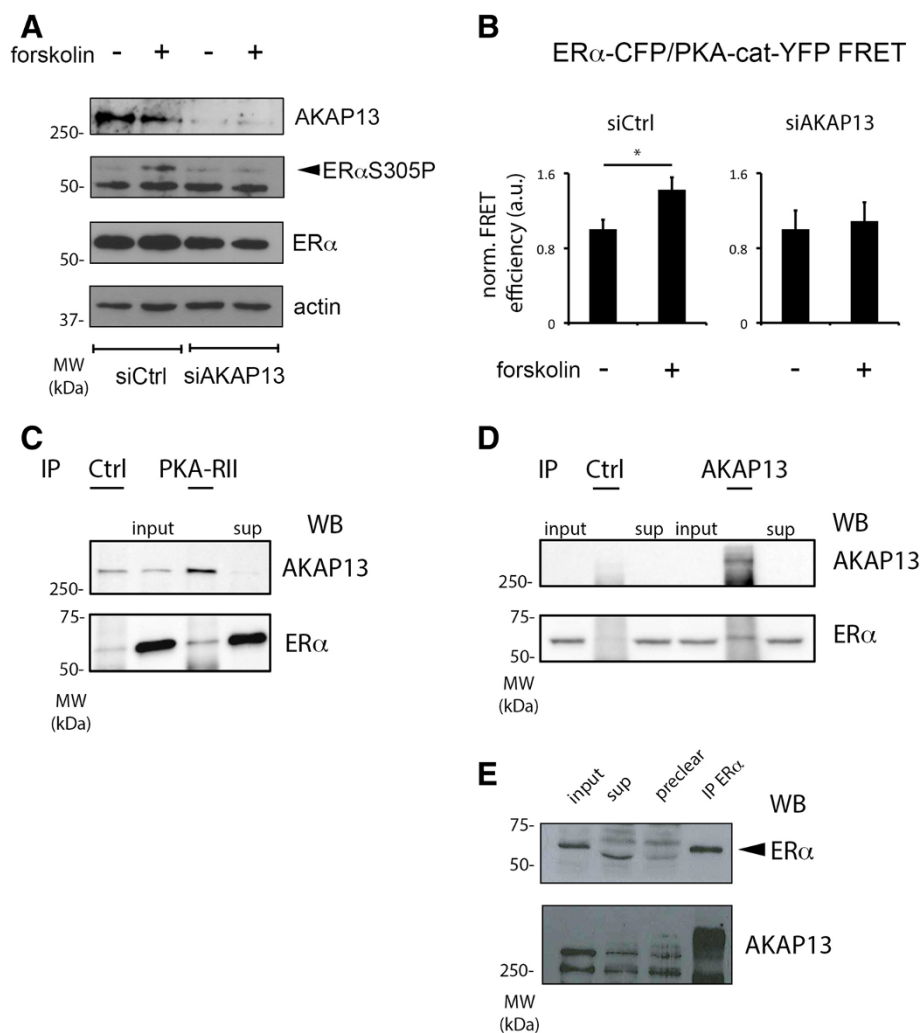 A
forskolin - + - +
AKAP13
250-
ERαS305P
50-
ERα
50-
actin
37-
MW
(kDa)
siCtrl siAKAP13
B
ERα-CFP/PKA-cat-YFP FRET
siCtrl siAKAP13
norm. FRET
efficiency (a.u.)
*
1.6 1.6
0.8 0.8
0 0
forskolin - + - +
C
IP Ctrl PKA-RII
input sup WB
AKAP13
250-
75-
ERα
50-
MW
(kDa)
D
IP Ctrl AKAP13
input sup input sup WB
AKAP13
250-
75-
ERα
50-
MW
(kDa)
E
input sup preclear IP ERα
WB
75-
ERα
50-
AKAP13
250-
MW
(kDa)